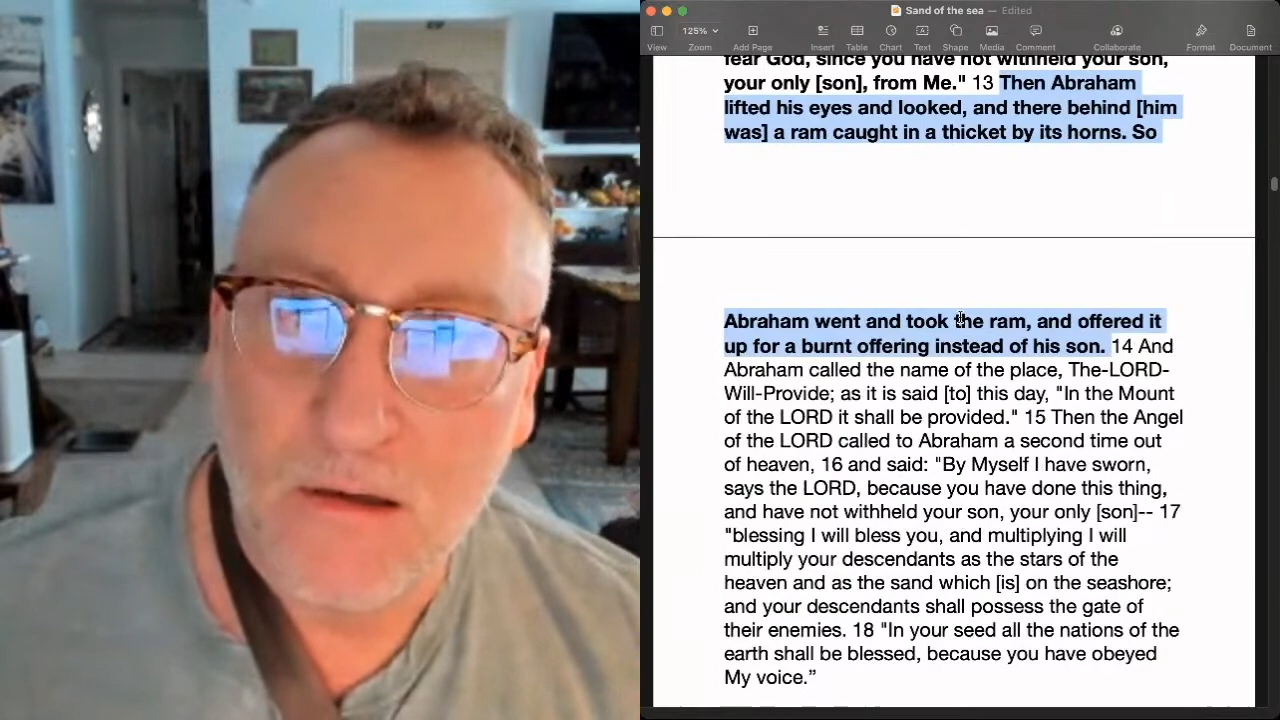 Sand of the sea — Edited
125%
View Zoom Add Page Insert Table Chart Text Shape Media Comment Collaborate Format Document
fear God, since you have not withheld your son,
your only [son], from Me." 13 Then Abraham
lifted his eyes and looked, and there behind [him
was] a ram caught in a thicket by its horns. So
Abraham went and took the ram, and offered it
up for a burnt offering instead of his son. 14 And
Abraham called the name of the place, The-LORD-
Will-Provide; as it is said [to] this day, "In the Mount
of the LORD it shall be provided." 15 Then the Angel
of the LORD called to Abraham a second time out
of heaven, 16 and said: "By Myself I have sworn,
says the LORD, because you have done this thing,
and have not withheld your son, your only [son]-- 17
"blessing I will bless you, and multiplying I will
multiply your descendants as the stars of the
heaven and as the sand which [is] on the seashore;
and your descendants shall possess the gate of
their enemies. 18 "In your seed all the nations of the
earth shall be blessed, because you have obeyed
My voice.”